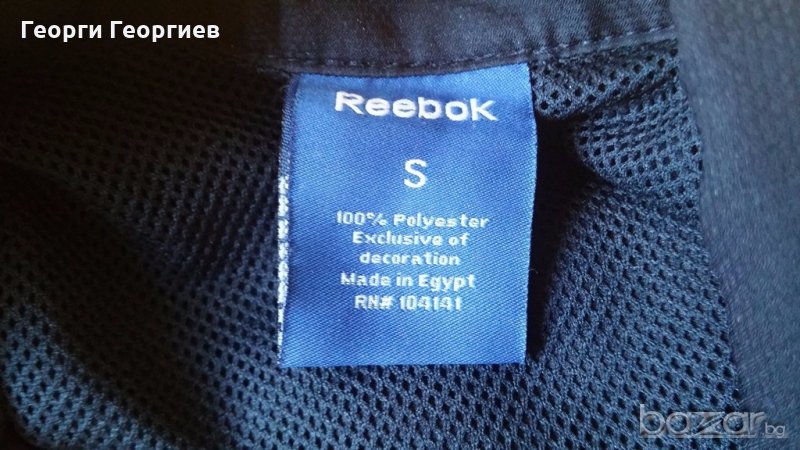 Георги Георгиев
Reebok
S
100% Polyester
Exclusive of
decoration
Made in Egypt
RN# 104141
bazar.bg